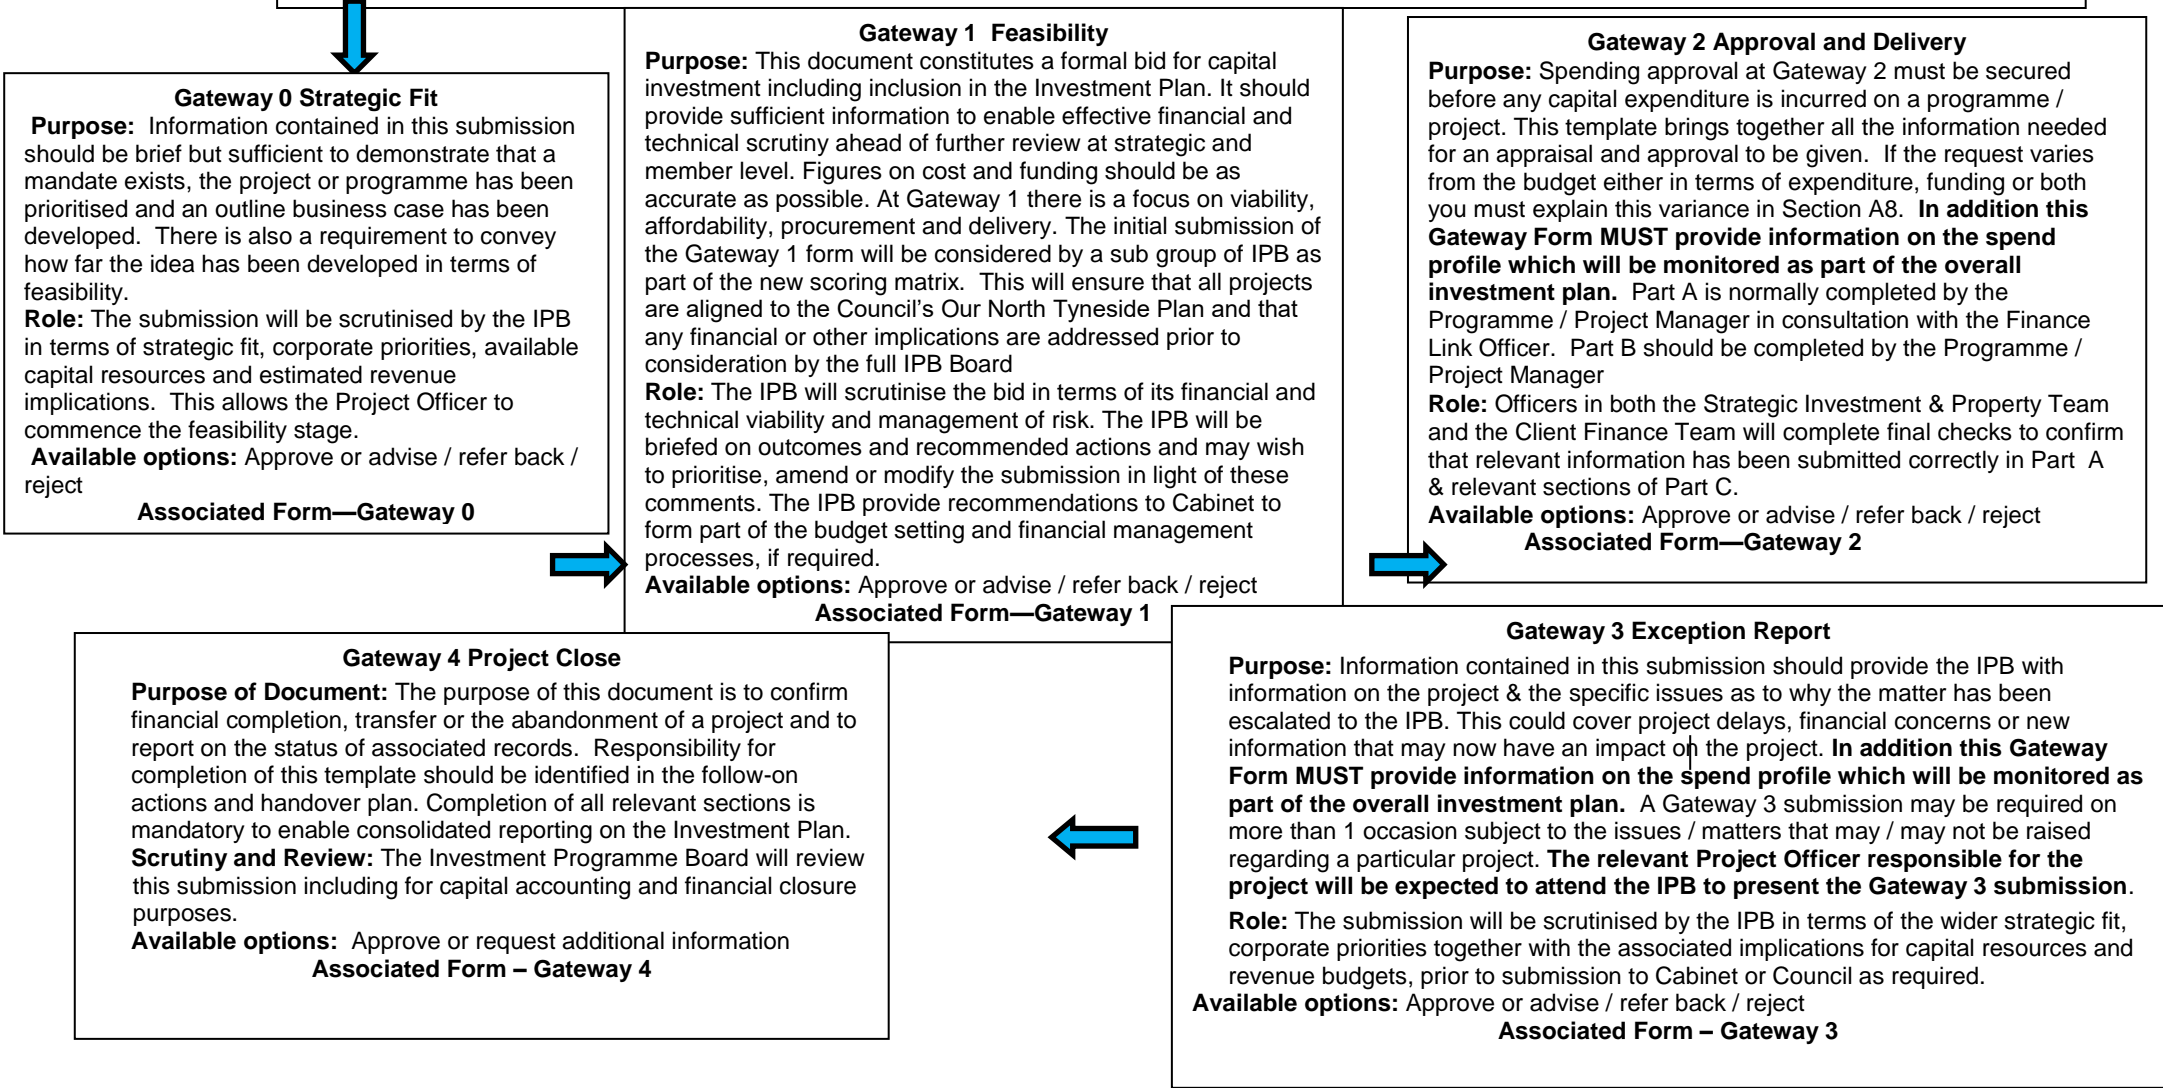 Gateway 0 Strategic Fit
Purpose: Information contained in this submission
should be brief but sufficient to demonstrate that a
mandate exists, the project or programme has been
prioritised and an outline business case has been
developed. There is also a requirement to convey
how far the idea has been developed in terms of
feasibility.
Role: The submission will be scrutinised by the IPB
in terms of strategic fit, corporate priorities, available
capital resources and estimated revenue
implications. This allows the Project Officer to
commence the feasibility stage.
Available options: Approve or advise / refer back /
reject
Associated Form—Gateway 0
Gateway 1 Feasibility
Purpose: This document constitutes a formal bid for capital
investment including inclusion in the Investment Plan. It should
provide sufficient information to enable effective financial and
technical scrutiny ahead of further review at strategic and
member level. Figures on cost and funding should be as
accurate as possible. At Gateway 1 there is a focus on viability,
affordability, procurement and delivery. The initial submission of
the Gateway 1 form will be considered by a sub group of IPB as
part of the new scoring matrix. This will ensure that all projects
are aligned to the Council's Our North Tyneside Plan and that
any financial or other implications are addressed prior to
consideration by the full IPB Board
Role: The IPB will scrutinise the bid in terms of its financial and
technical viability and management of risk. The IPB will be
briefed on outcomes and recommended actions and may wish
to prioritise, amend or modify the submission in light of these
comments. The IPB provide recommendations to Cabinet to
form part of the budget setting and financial management
processes, if required.
Available options: Approve or advise / refer back / reject
Associated Form—Gateway 1
Gateway 2 Approval and Delivery
Purpose: Spending approval at Gateway 2 must be secured
before any capital expenditure is incurred on a programme /
project. This template brings together all the information needed
for an appraisal and approval to be given. If the request varies
from the budget either in terms of expenditure, funding or both
you must explain this variance in Section A8. In addition this
Gateway Form MUST provide information on the spend
profile which will be monitored as part of the overall
investment plan. Part A is normally completed by the
Programme / Project Manager in consultation with the Finance
Link Officer. Part B should be completed by the Programme /
Project Manager
Role: Officers in both the Strategic Investment & Property Team
and the Client Finance Team will complete final checks to confirm
that relevant information has been submitted correctly in Part A
& relevant sections of Part C.
Available options: Approve or advise / refer back / reject
Associated Form—Gateway 2
Gateway 3 Exception Report
Purpose: Information contained in this submission should provide the IPB with
information on the project & the specific issues as to why the matter has been
escalated to the IPB. This could cover project delays, financial concerns or new
information that may now have an impact on the project. In addition this Gateway
Form MUST provide information on the spend profile which will be monitored as
part of the overall investment plan. A Gateway 3 submission may be required on
more than 1 occasion subject to the issues / matters that may / may not be raised
regarding a particular project. The relevant Project Officer responsible for the
project will be expected to attend the IPB to present the Gateway 3 submission.
Role: The submission will be scrutinised by the IPB in terms of the wider strategic fit,
corporate priorities together with the associated implications for capital resources and
revenue budgets, prior to submission to Cabinet or Council as required.
Available options: Approve or advise / refer back / reject
Associated Form – Gateway 3
Gateway 4 Project Close
Purpose of Document: The purpose of this document is to confirm
financial completion, transfer or the abandonment of a project and to
report on the status of associated records. Responsibility for
completion of this template should be identified in the follow-on
actions and handover plan. Completion of all relevant sections is
mandatory to enable consolidated reporting on the Investment Plan.
Scrutiny and Review: The Investment Programme Board will review
this submission including for capital accounting and financial closure
purposes.
Available options: Approve or request additional information
Associated Form – Gateway 4